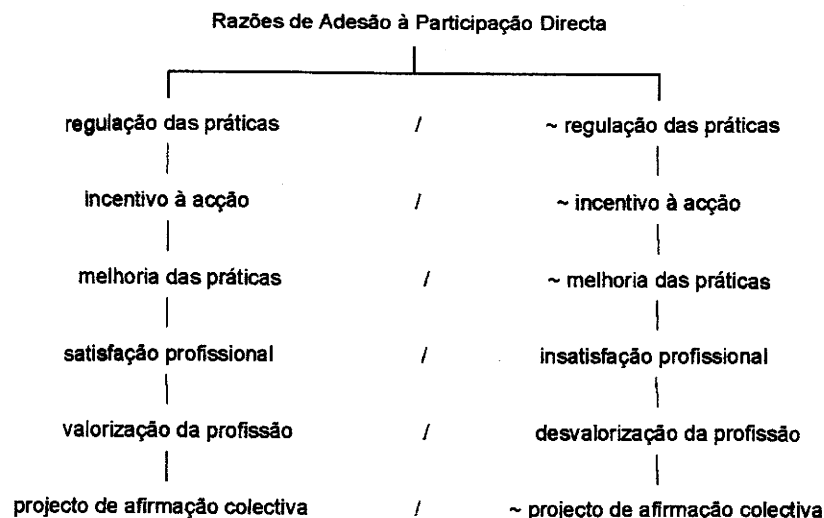 Razões de Adesão à Participação Directa
regulação das práticas / ~ regulação das práticas
incentivo à acção / ~ incentivo à acção
melhoria das práticas / ~ melhoria das práticas
satisfação profissional / insatisfação profissional
valorização da profissão / desvalorização da profissão
projecto de afirmação colectiva / ~ projecto de afirmação colectiva